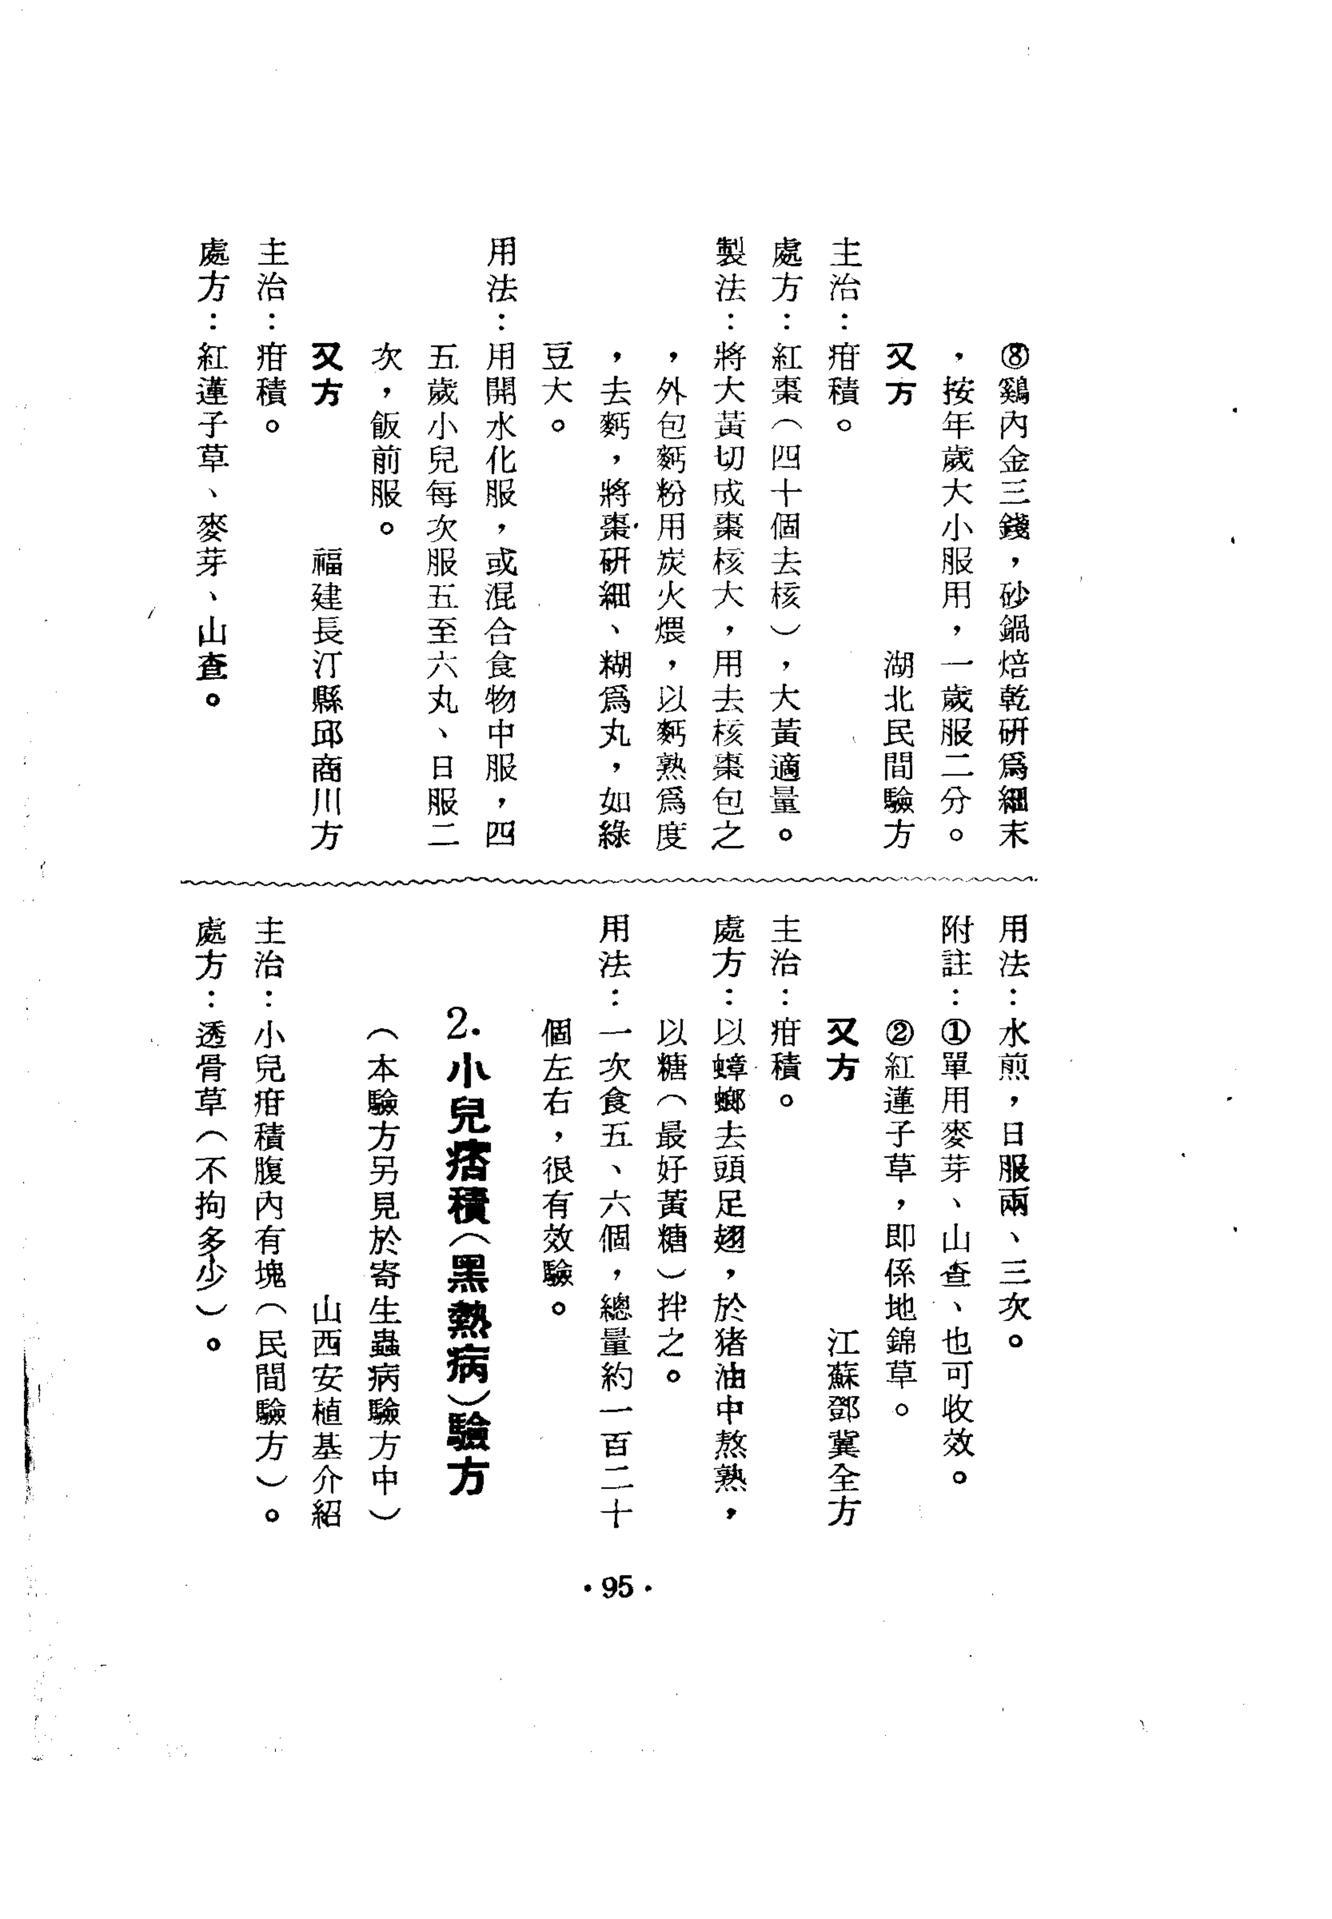 ⑧鷄內金三錢，砂鍋焙乾研爲細末
，按年歲大小服用，一歲服二分。
又方　湖北民間驗方
主治：疳積。
處方：紅棗（四十個去核），大黃適量。
製法：將大黃切成棗核大，用去核棗包之
，外包麪粉用炭火煨，以麪熟爲度
，去麪，將棗研細、糊爲丸，如綠
豆大。
用法：用開水化服，或混合食物中服，四
五歲小兒每次服五至六丸、日服二
次，飯前服。
又方　福建長汀縣邱商川方
主治：疳積。
處方：紅蓮子草、麥芽、山查。
用法：水煎，日服兩、三次。
附註：①單用麥芽、山查、也可收效。
②紅蓮子草，即係地錦草。
又方　江蘇鄧冀全方
主治：疳積。
處方：以蟑螂去頭足翅，於猪油中熬熟，
以糖（最好黃糖）拌之。
用法：一次食五、六個，總量約一百二十
個左右，很有效驗。
2.小兒痞積（黑熱病）驗方
（本驗方另見於寄生蟲病驗方中）
山西安植基介紹
主治：小兒疳積腹內有塊（民間驗方）。
處方：透骨草（不拘多少）。
·95·